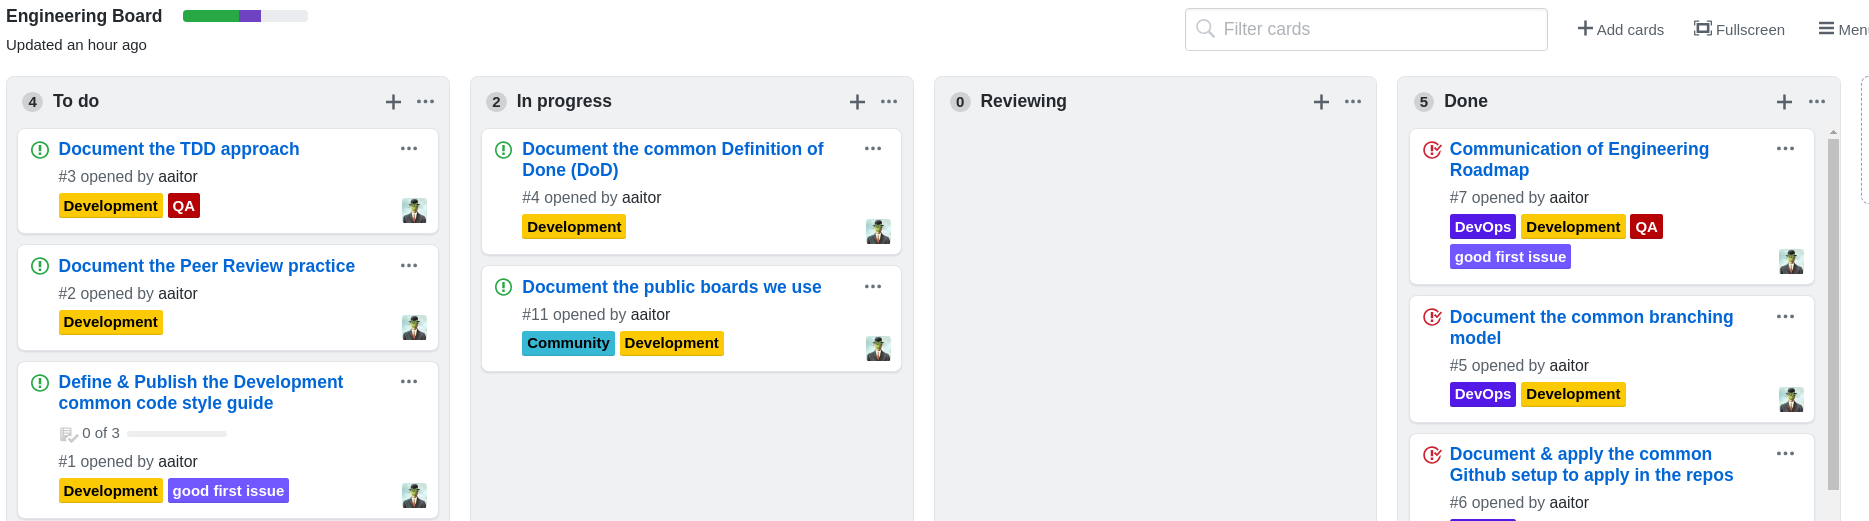 Engineering Board
Updated an hour ago
Filter cards
Add cards
Fullscreen
Menu
4 To do
Document the TDD approach
#3 opened by aaitor
Development QA
Document the Peer Review practice
#2 opened by aaitor
Development
Define & Publish the Development
common code style guide
0 of 3
#1 opened by aaitor
Development good first issue
2 In progress
Document the common Definition of
Done (DoD)
#4 opened by aaitor
Development
Document the public boards we use
#11 opened by aaitor
Community Development
0 Reviewing
5 Done
Communication of Engineering
Roadmap
#7 opened by aaitor
DevOps Development QA
good first issue
Document the common branching
model
#5 opened by aaitor
DevOps Development
Document & apply the common
Github setup to apply in the repos
#6 opened by aaitor